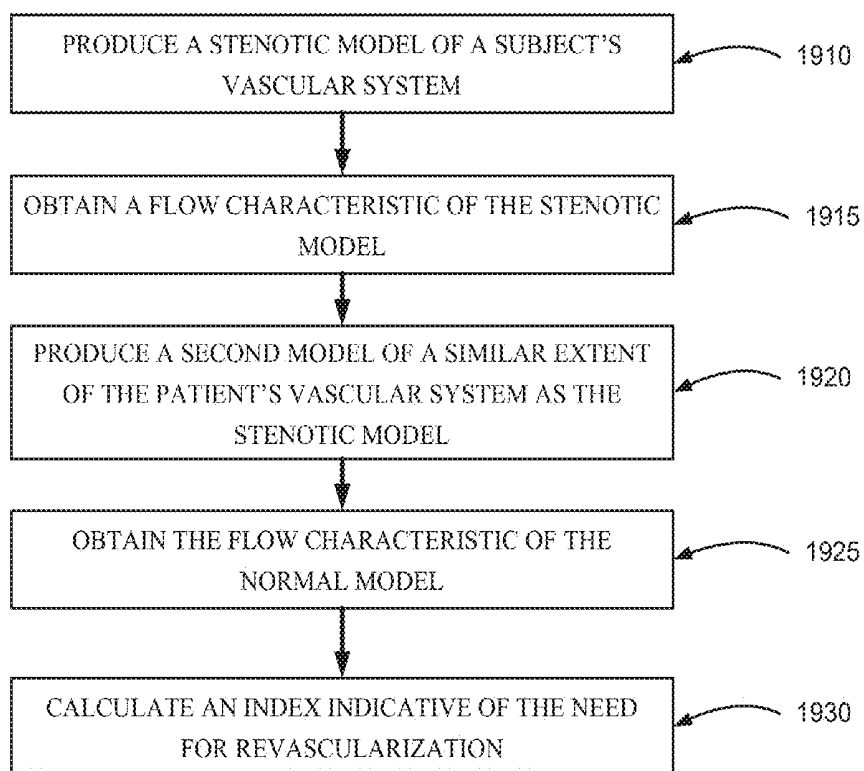 PRODUCE A STENOTIC MODEL OF A SUBJECT'S
VASCULAR SYSTEM
1910
OBTAIN A FLOW CHARACTERISTIC OF THE STENOTIC
MODEL
1915
PRODUCE A SECOND MODEL OF A SIMILAR EXTENT
OF THE PATIENT'S VASCULAR SYSTEM AS THE
STENOTIC MODEL
1920
OBTAIN THE FLOW CHARACTERISTIC OF THE
NORMAL MODEL
1925
CALCULATE AN INDEX INDICATIVE OF THE NEED
FOR REVASCULARIZATION
1930